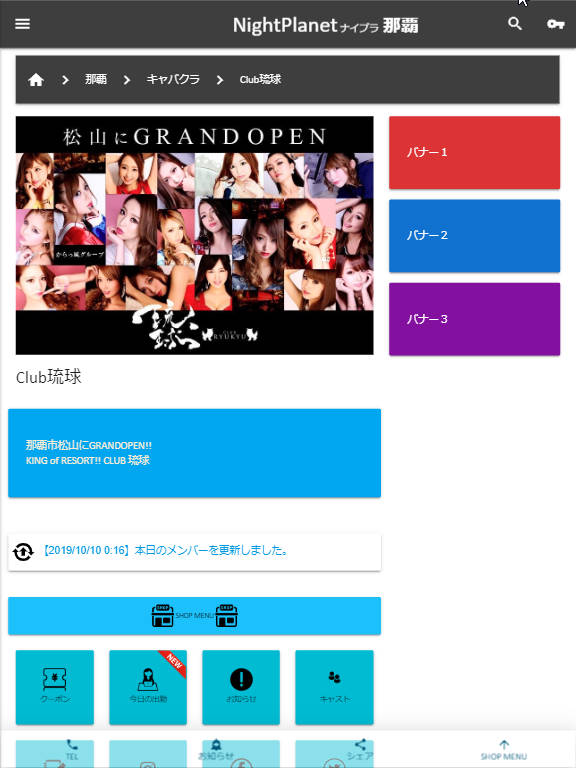 NightPlanet ナイプラ 那覇
那覇
キャバクラ
Club琉球
松山にGRANDOPEN
からっ風グループ
琉球
CLUB
RYUKYU
バナー1
バナー2
バナー3
Club琉球
那覇市松山にGRANDOPEN!!
KING of RESORT!! CLUB 琉球
【2019/10/10 0:16】本日のメンバーを更新しました。
SHOP SHOP MENU SHOP
クーポン
NEW
今日の出勤
お知らせ
キャスト
TEL
お知らせ
シェア
SHOP MENU